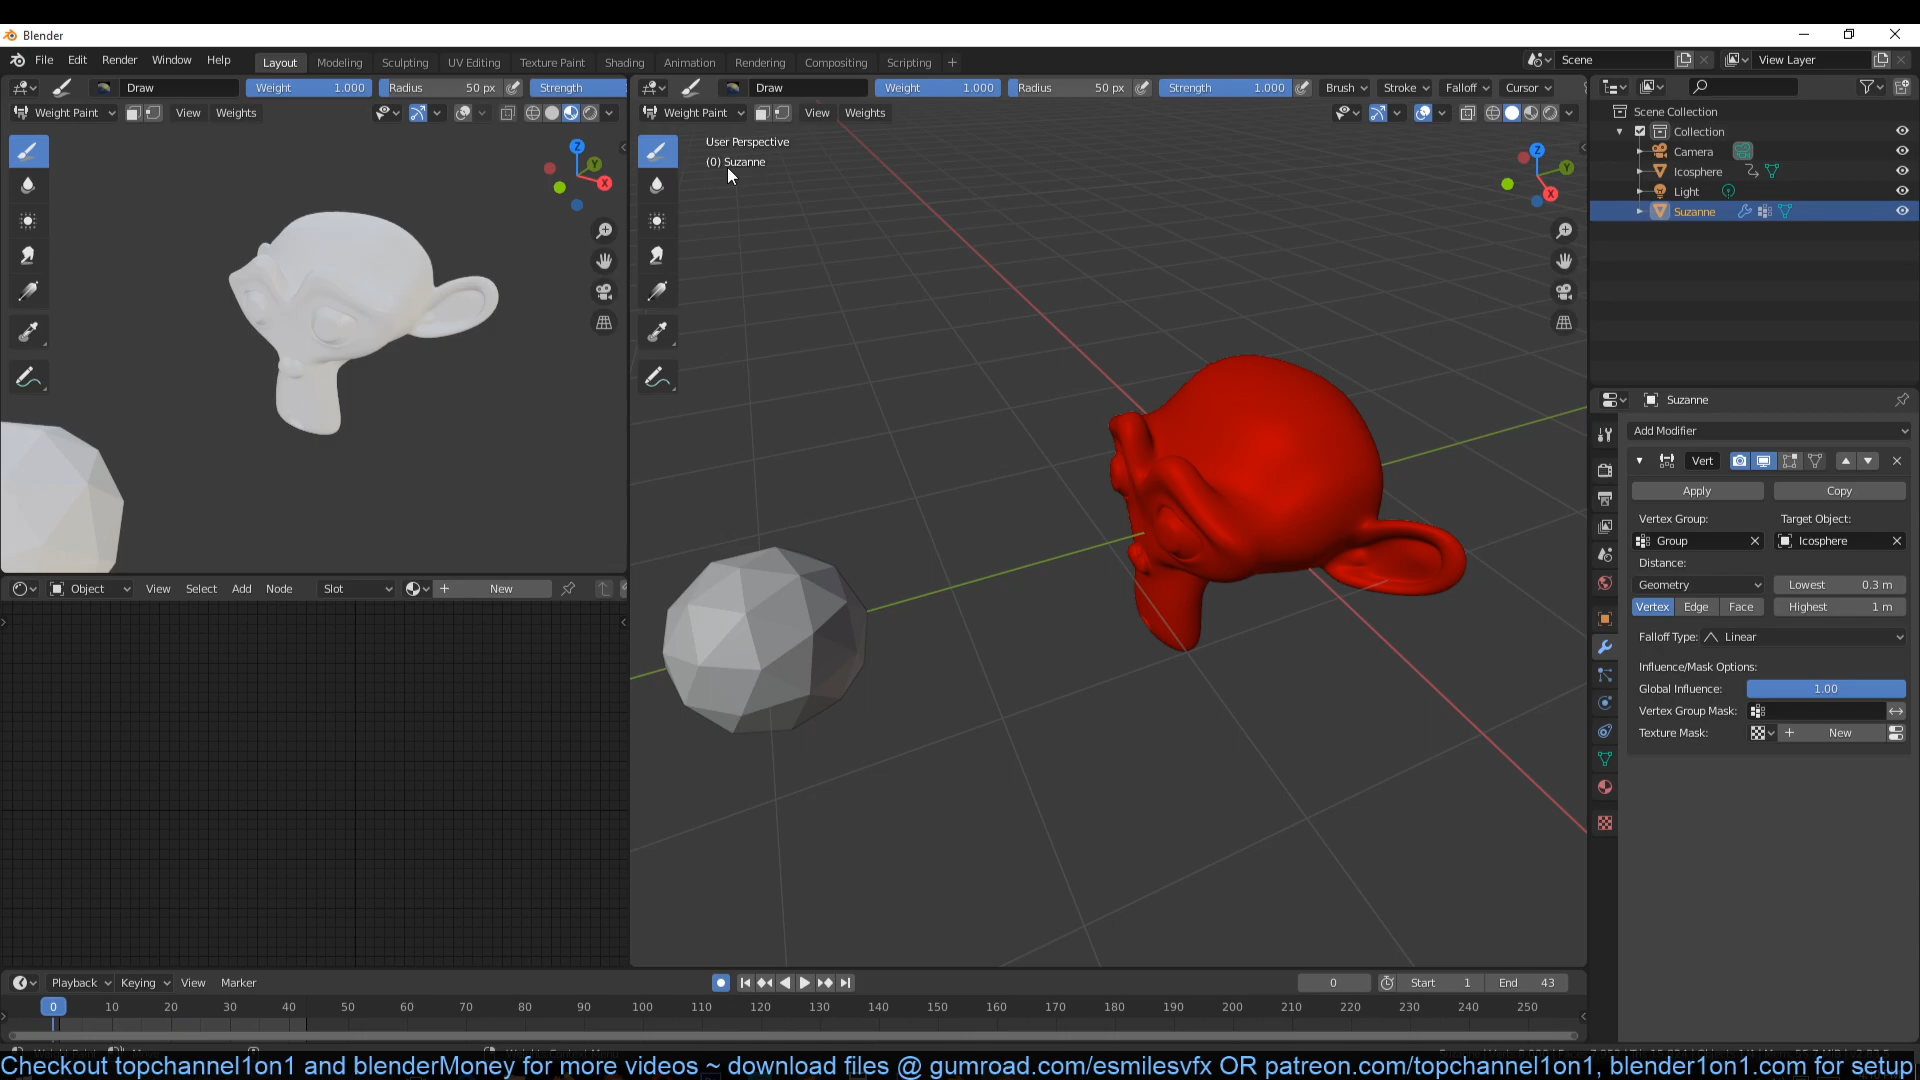 Blender
File Edit Render Window Help Layout Modeling Sculpting UV Editing Texture Paint Shading Animation Rendering Compositing Scripting + Scene View Layer
Draw Weight 1.000 Radius 50 px Strength
Draw Weight 1.000 Radius 50 px Strength 1.000 Brush Stroke Falloff Cursor
Weight Paint View Weights
Weight Paint View Weights
User Perspective
(0) Suzanne
Z
Y
X
Z
Y
X
Scene Collection
Collection
Camera
Icosphere
Light
Suzanne
Suzanne
Add Modifier
Vert
Apply Copy
Vertex Group: Target Object:
Group Icosphere
Distance:
Geometry Lowest 0.3 m
Vertex Edge Face Highest 1 m
Falloff Type: Linear
Influence/Mask Options:
Global Influence: 1.00
Vertex Group Mask:
Texture Mask: + New
Object View Select Add Node Slot + New
Playback Keying View Marker 0 Start 1 End 43
0 10 20 30 40 50 60 70 80 90 100 110 120 130 140 150 160 170 180 190 200 210 220 230 240 250
Checkout topchannel1on1 and blenderMoney for more videos ~ download files @ gumroad.com/esmilesvfx OR patreon.com/topchannel1on1, blender1on1.com for setup